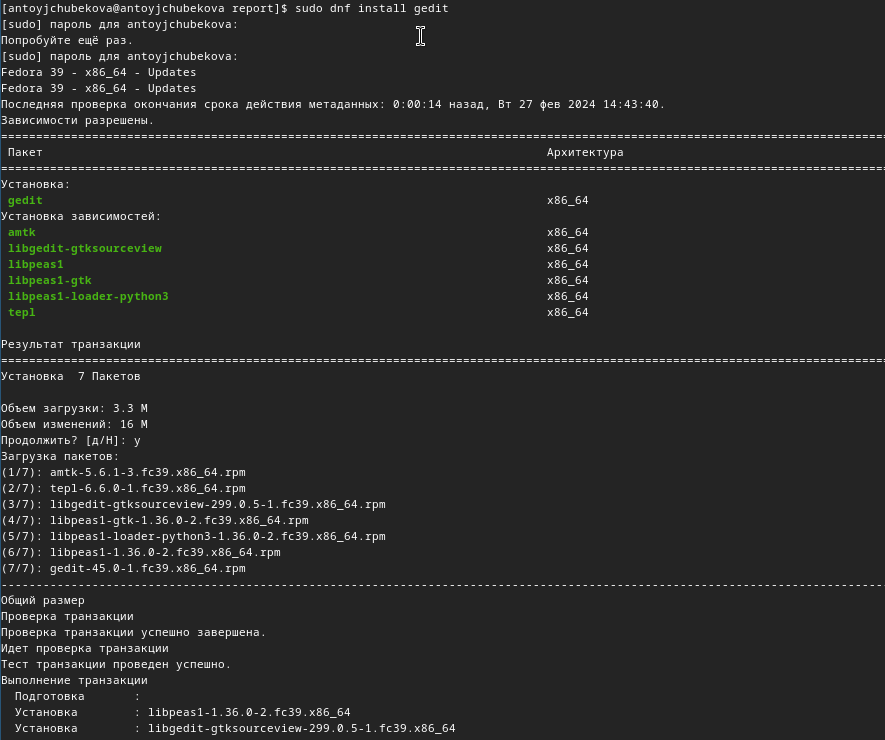 [antoyjchubekova@antoyjchubekova report]$ sudo dnf install gedit
[sudo] пароль для antoyjchubekova:
Попробуйте ещё раз.
[sudo] пароль для antoyjchubekova:
Fedora 39 - x86_64 - Updates
Fedora 39 - x86_64 - Updates
Последняя проверка окончания срока действия метаданных: 0:00:14 назад, Вт 27 фев 2024 14:43:40.
Зависимости разрешены.
Пакет Архитектура
Установка:
gedit x86_64
Установка зависимостей:
amtk x86_64
libgedit-gtksourceview x86_64
libpeas1 x86_64
libpeas1-gtk x86_64
libpeas1-loader-python3 x86_64
tepl x86_64
Результат транзакции
Установка 7 Пакетов
Объем загрузки: 3.3 M
Объем изменений: 16 M
Продолжить? [д/Н]: y
Загрузка пакетов:
(1/7): amtk-5.6.1-3.fc39.x86_64.rpm
(2/7): tepl-6.6.0-1.fc39.x86_64.rpm
(3/7): libgedit-gtksourceview-299.0.5-1.fc39.x86_64.rpm
(4/7): libpeas1-gtk-1.36.0-2.fc39.x86_64.rpm
(5/7): libpeas1-loader-python3-1.36.0-2.fc39.x86_64.rpm
(6/7): libpeas1-1.36.0-2.fc39.x86_64.rpm
(7/7): gedit-45.0-1.fc39.x86_64.rpm
Общий размер
Проверка транзакции
Проверка транзакции успешно завершена.
Идет проверка транзакции
Тест транзакции проведен успешно.
Выполнение транзакции
Подготовка :
Установка : libpeas1-1.36.0-2.fc39.x86_64
Установка : libgedit-gtksourceview-299.0.5-1.fc39.x86_64